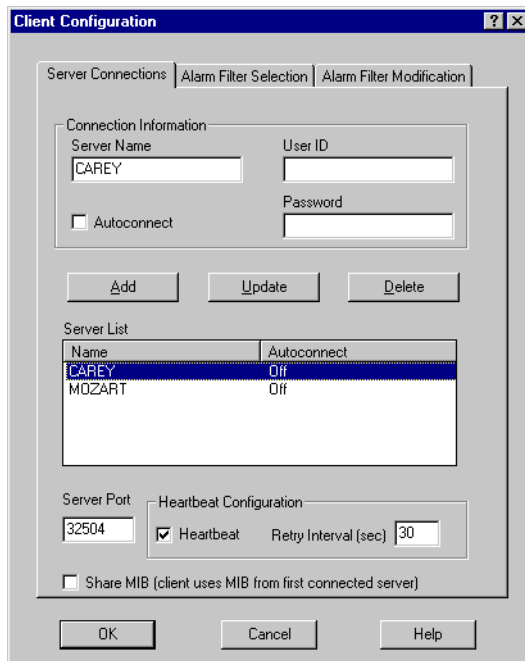 Client Configuration
Server Connections Alarm Filter Selection Alarm Filter Modification
Connection Information
Server Name User ID
CAREY
Password
Autoconnect
Add Update Delete
Server List
Name Autoconnect
CAREY Off
MOZART Off
Server Port Heartbeat Configuration
32504 Heartbeat Retry Interval (sec) 30
Share MIB (client uses MIB from first connected server)
OK Cancel Help